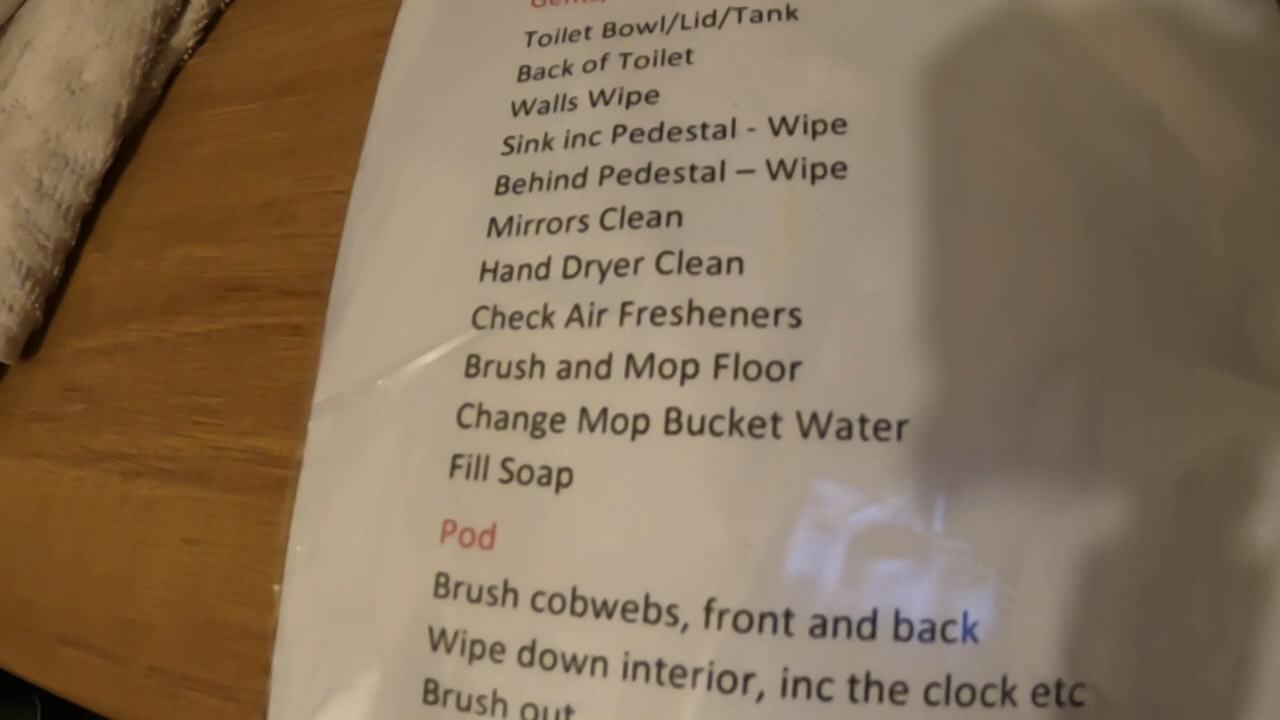 Toilet Bowl/Lid/Tank
Back of Toilet
Walls Wipe
Sink inc Pedestal - Wipe
Behind Pedestal – Wipe
Mirrors Clean
Hand Dryer Clean
Check Air Fresheners
Brush and Mop Floor
Change Mop Bucket Water
Fill Soap
Pod
Brush cobwebs, front and back
Wipe down interior, inc the clock etc
Brush out